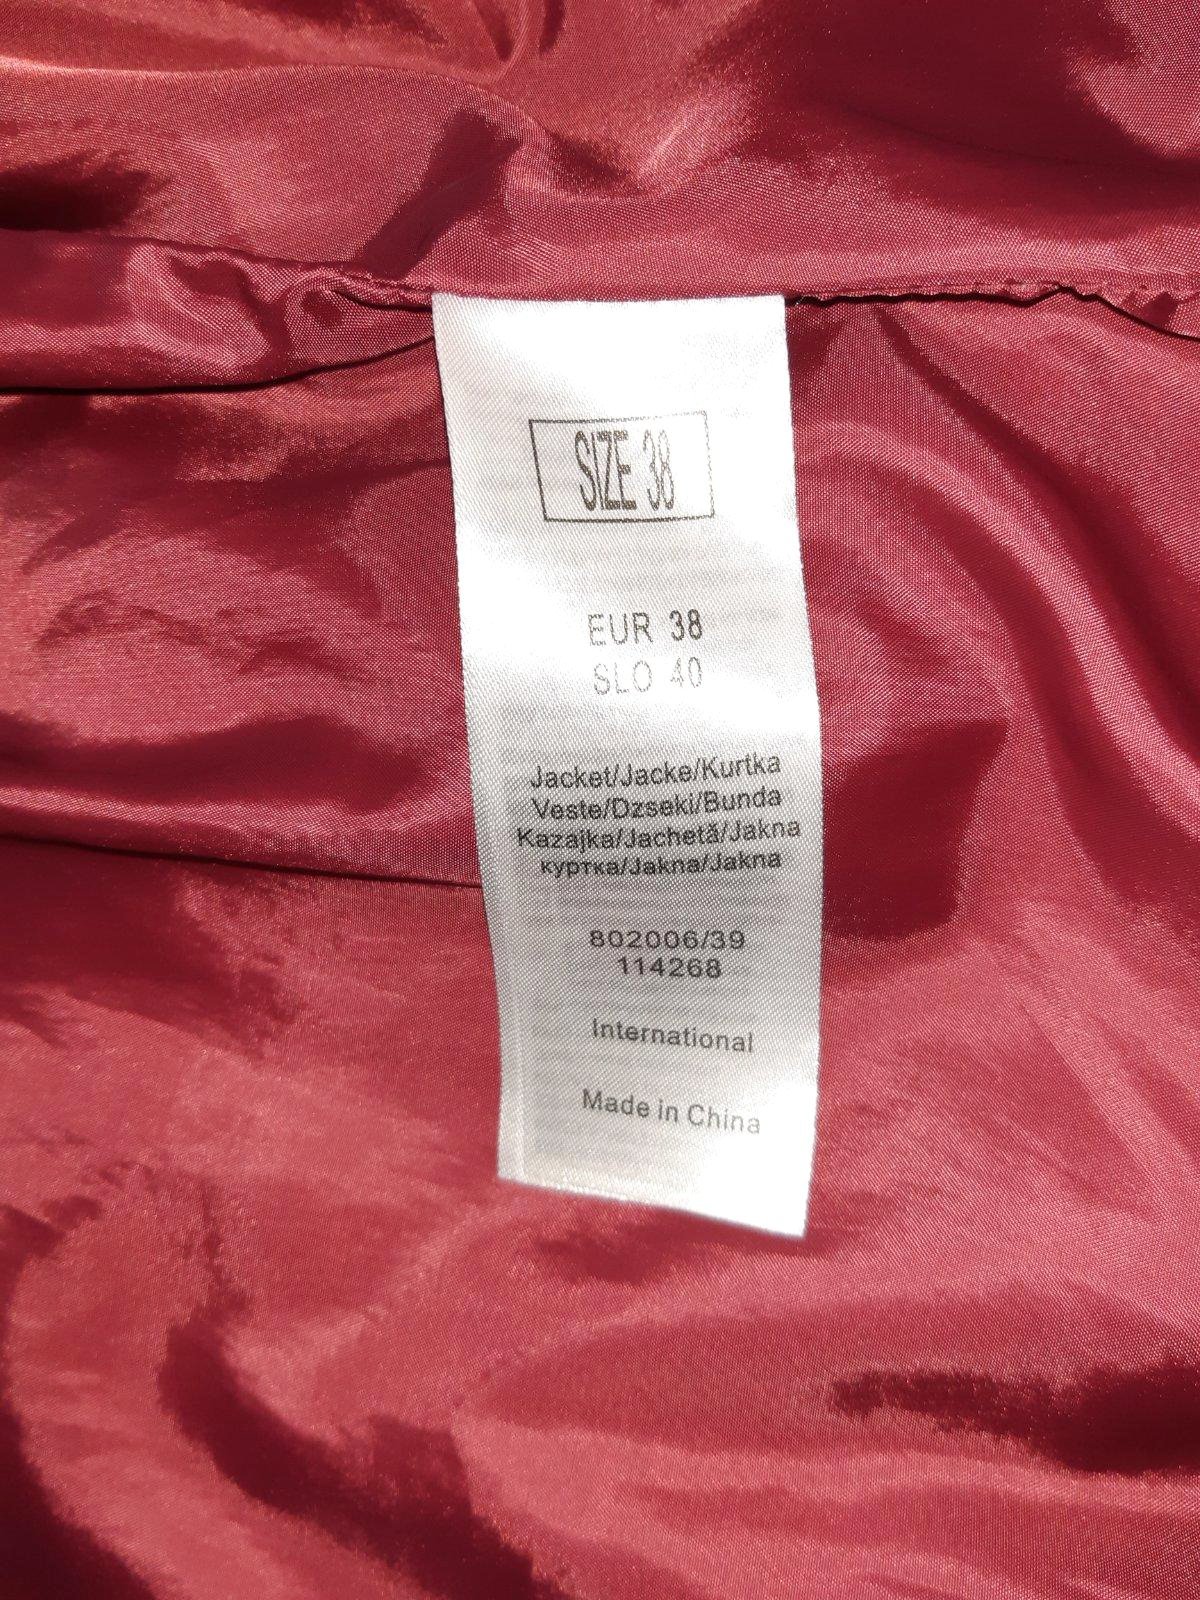 SIZE 38
EUR 38
SLO 40
Jacket/Jacke/Kurtka
Veste/Dzseki/Bunda
Kazajka/Jachetă/Jakna
куртка/Jakna/Jakna
802006/39
114268
International
Made in China